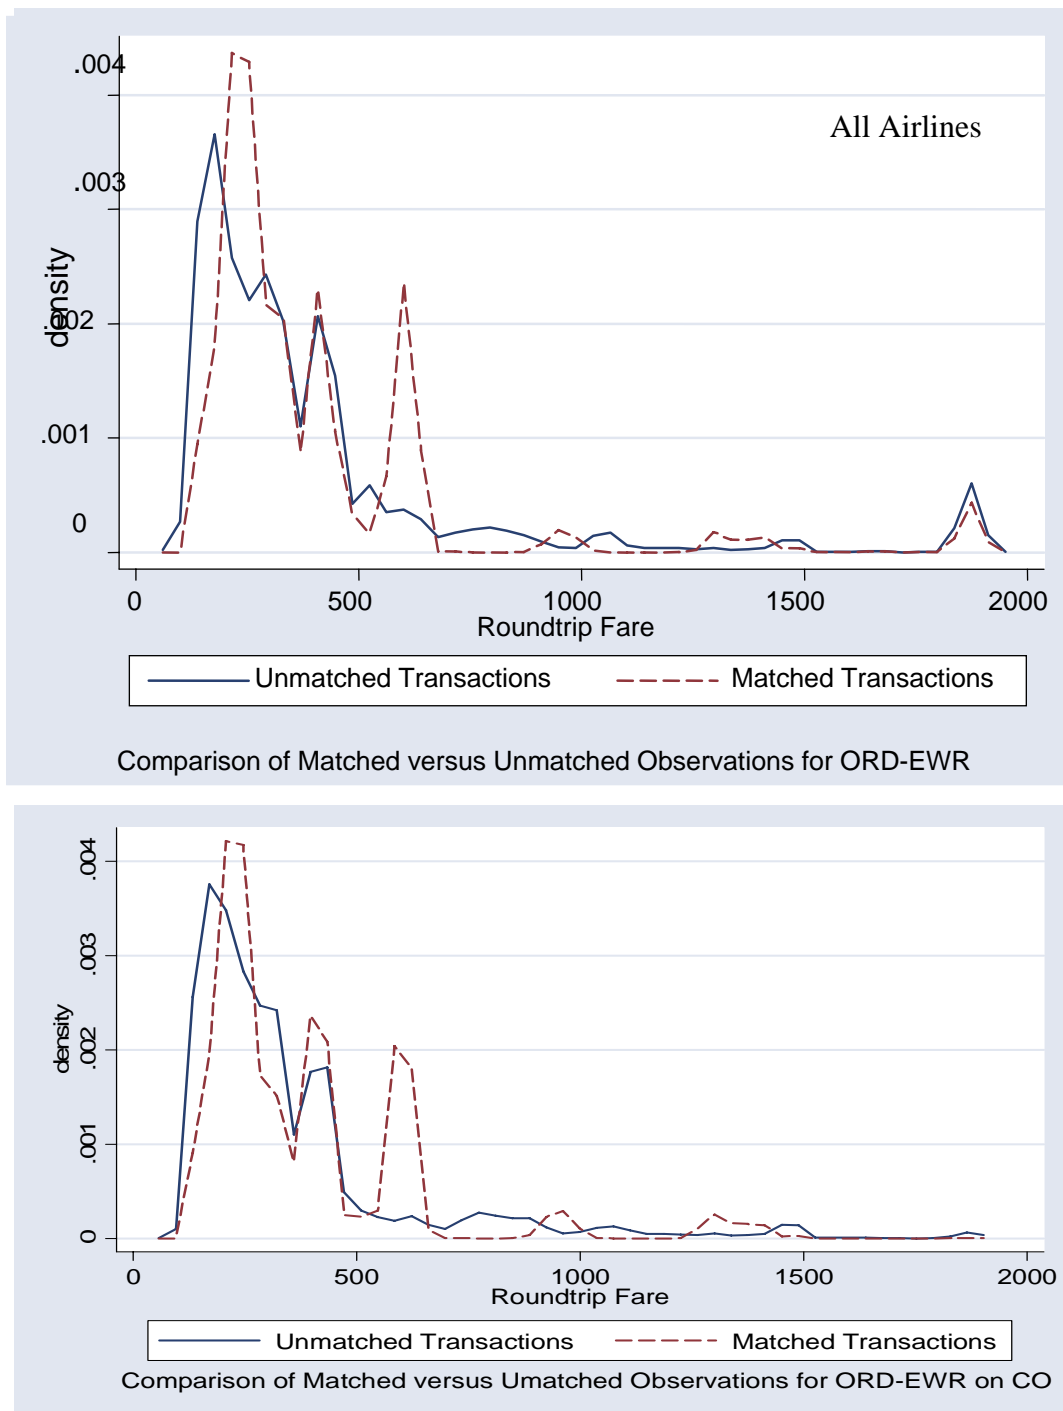 .004
All Airlines
.003
density
.002
.001
0
0 500 1000 1500 2000
Roundtrip Fare
Unmatched Transactions Matched Transactions
Comparison of Matched versus Unmatched Observations for ORD-EWR
.004
.003
density
.002
.001
0
0 500 1000 1500 2000
Roundtrip Fare
Unmatched Transactions Matched Transactions
Comparison of Matched versus Umatched Observations for ORD-EWR on CO